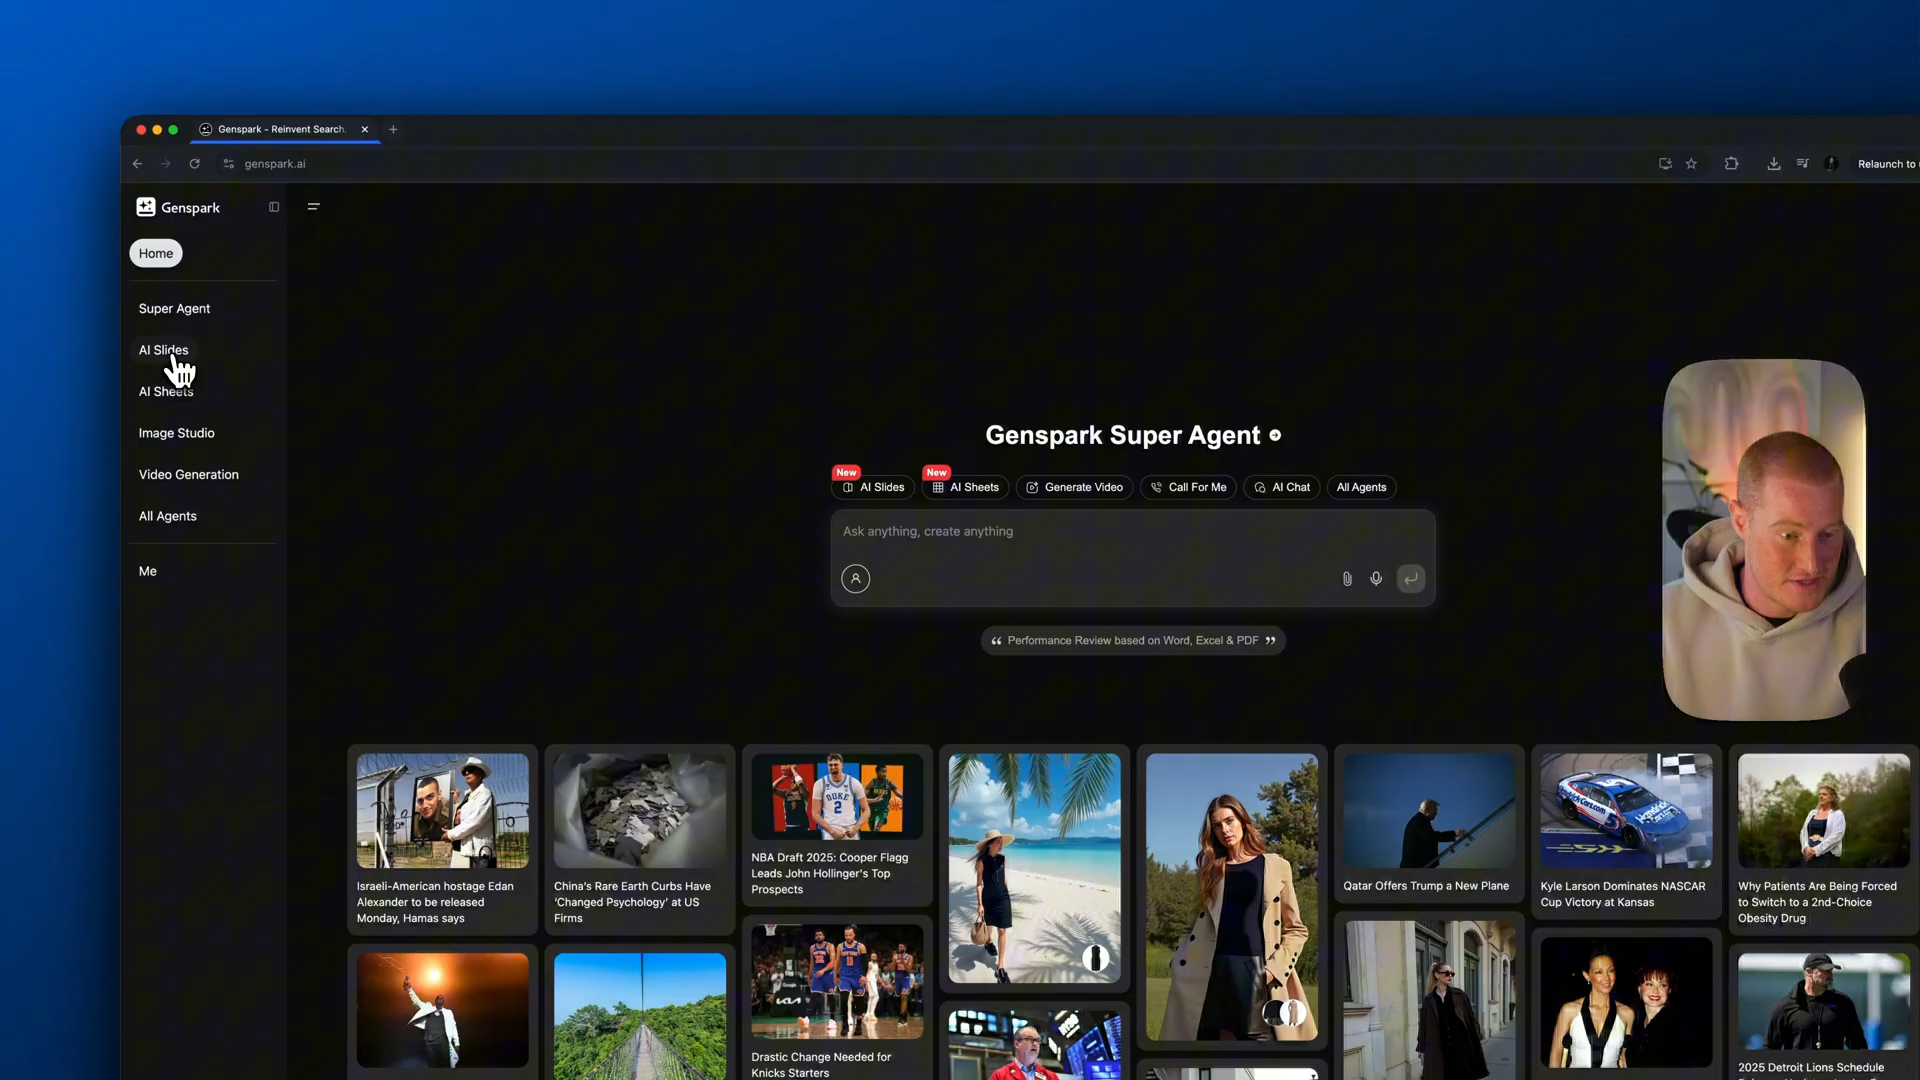 Genspark - Reinvent Search
genspark.ai
Relaunch to
Genspark
Home
Super Agent
AI Slides
AI Sheets
Image Studio
Video Generation
All Agents
Me
Genspark Super Agent
New
New
AI Slides
AI Sheets
Generate Video
Call For Me
AI Chat
All Agents
Ask anything, create anything
“ Performance Review based on Word, Excel & PDF ”
Israeli-American hostage Edan
Alexander to be released
Monday, Hamas says
China's Rare Earth Curbs Have
‘Changed Psychology’ at US
Firms
DUKE
2
NBA Draft 2025: Cooper Flagg
Leads John Hollinger's Top
Prospects
Drastic Change Needed for
Knicks Starters
Qatar Offers Trump a New Plane
HendrickCars.com
Kyle Larson Dominates NASCAR
Cup Victory at Kansas
Why Patients Are Being Forced
to Switch to a 2nd-Choice
Obesity Drug
2025 Detroit Lions Schedule